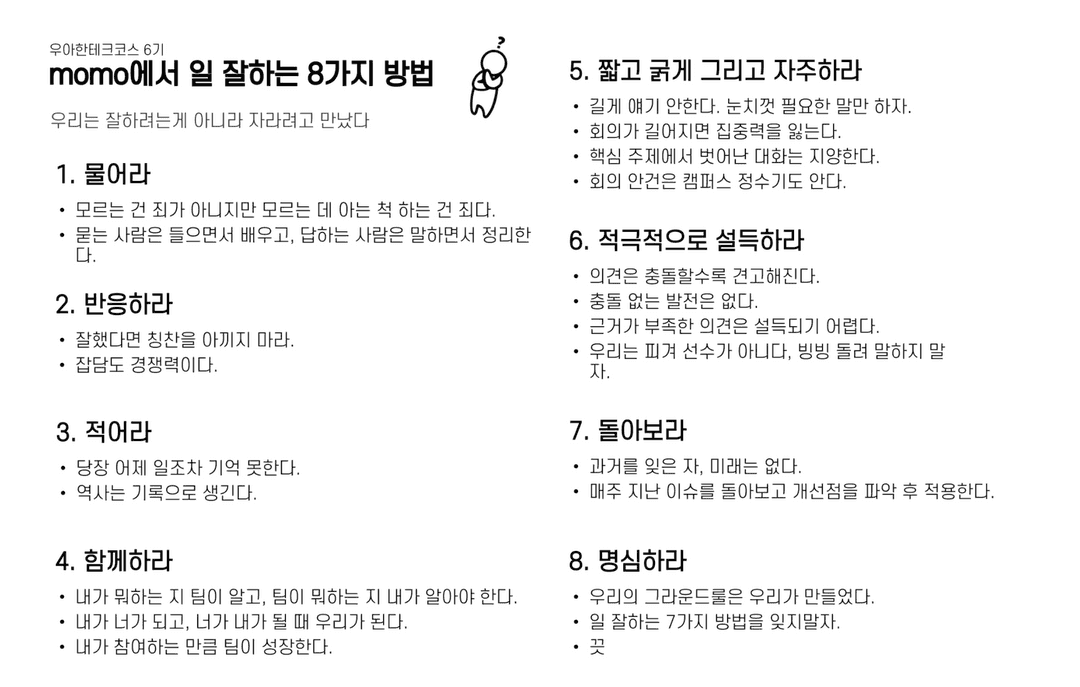 우아한테크코스 6기
momo에서 일 잘하는 8가지 방법
?
우리는 잘하려는게 아니라 자라려고 만났다
1. 물어라
• 모르는 건 죄가 아니지만 모르는 데 아는 척 하는 건 죄다.
• 묻는 사람은 들으면서 배우고, 답하는 사람은 말하면서 정리한
다.
2. 반응하라
• 잘했다면 칭찬을 아끼지 마라.
• 잡담도 경쟁력이다.
3. 적어라
• 당장 어제 일조차 기억 못한다.
• 역사는 기록으로 생긴다.
4. 함께하라
• 내가 뭐하는 지 팀이 알고, 팀이 뭐하는 지 내가 알아야 한다.
• 내가 너가 되고, 너가 내가 될 때 우리가 된다.
• 내가 참여하는 만큼 팀이 성장한다.
5. 짧고 굵게 그리고 자주하라
• 길게 얘기 안한다. 눈치껏 필요한 말만 하자.
• 회의가 길어지면 집중력을 잃는다.
• 핵심 주제에서 벗어난 대화는 지양한다.
• 회의 안건은 캠퍼스 정수기도 안다.
6. 적극적으로 설득하라
• 의견은 충돌할수록 견고해진다.
• 충돌 없는 발전은 없다.
• 근거가 부족한 의견은 설득되기 어렵다.
• 우리는 피겨 선수가 아니다, 빙빙 돌려 말하지 말
자.
7. 돌아보라
• 과거를 잊은 자, 미래는 없다.
• 매주 지난 이슈를 돌아보고 개선점을 파악 후 적용한다.
8. 명심하라
• 우리의 그라운드룰은 우리가 만들었다.
• 일 잘하는 7가지 방법을 잊지말자.
• 끗